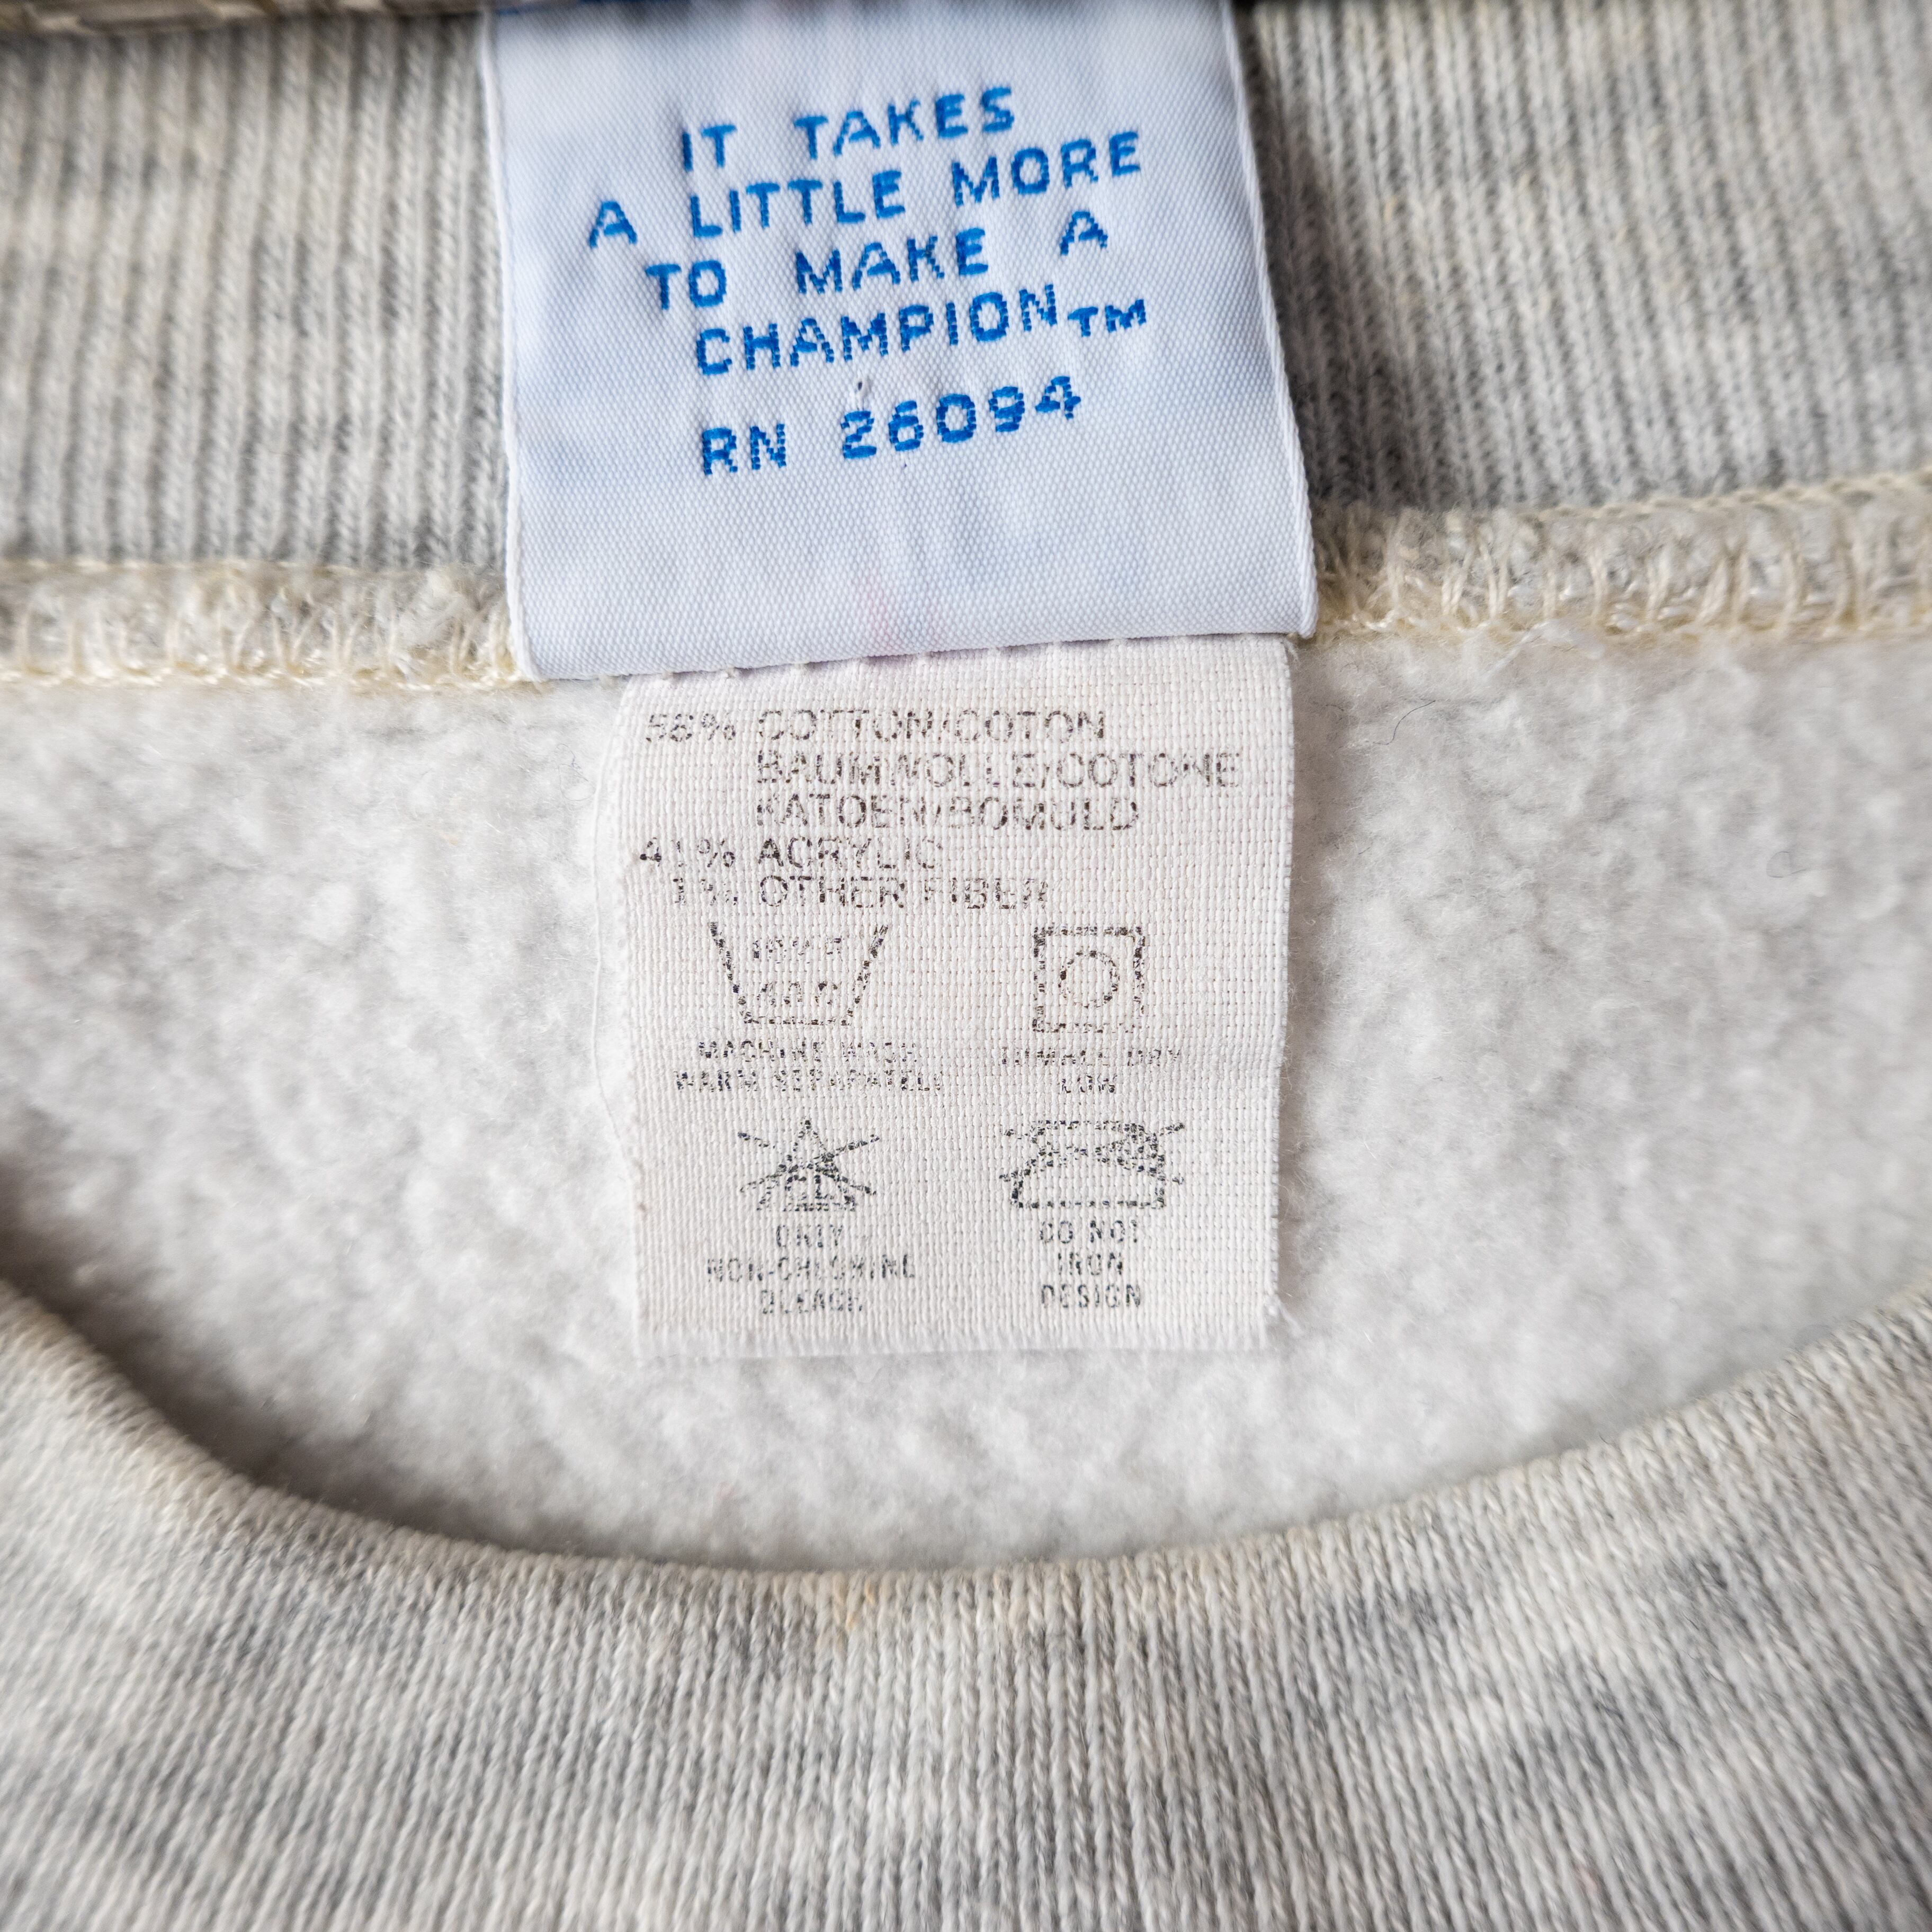 IT TAKES
A LITTLE MORE
TO MAKE A
CHAMPION™
RN 26094
58% COTTON/COTON
BAUMWOLLE/COTONE
KATOEN/BOMULD
41% ACRYLIC
1% OTHER FIBER
MACHINE WASH
WARM SEPARATELY
TUMBLE DRY
LOW
ONLY
NON-CHLORINE
BLEACH
DO NOT
IRON
DESIGN